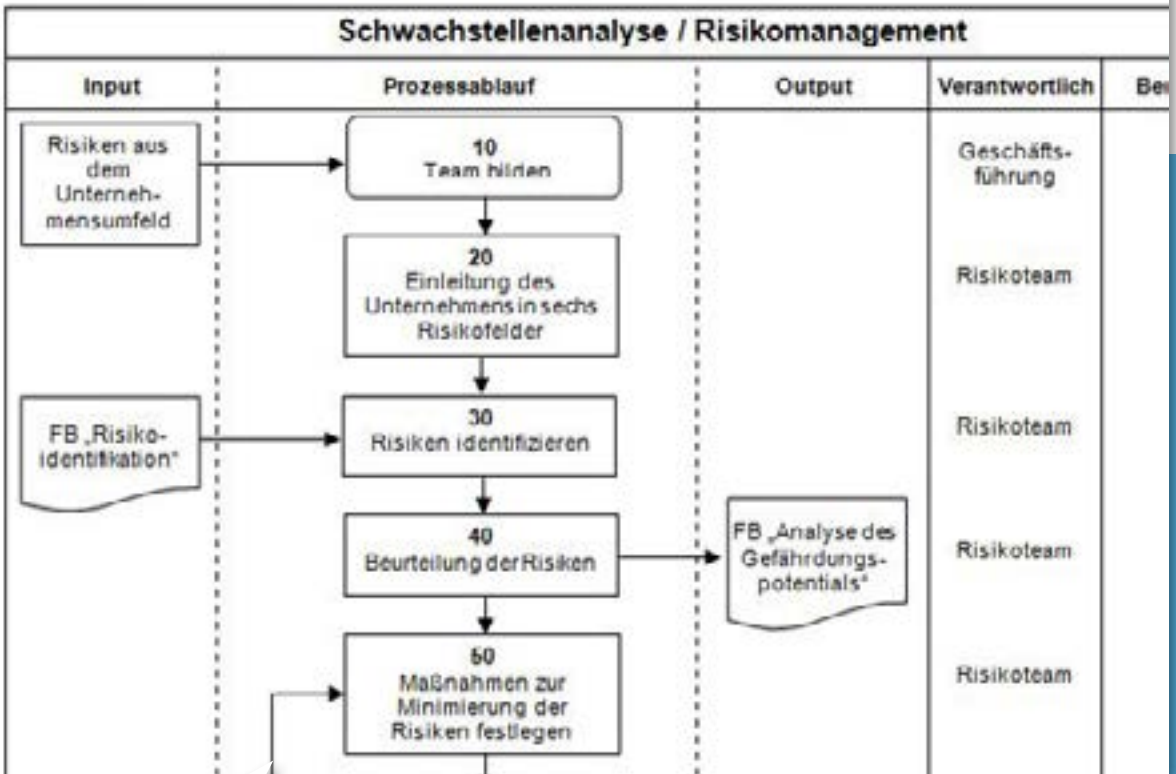 Schwachstellenanalyse / Risikomanagement
Input
Prozessablauf
Output
Verantwortlich
Risiken aus
dem
Unterneh-
mensumfeld
10
Team bilden
Geschäfts-
führung
20
Einleitung des
Unternehmens in sechs
Risikofelder
Risikoteam
FB „Risiko-
identifikation“
30
Risiken identifizieren
Risikoteam
40
Beurteilung der Risiken
FB „Analyse des
Gefährdungs-
potentials“
Risikoteam
50
Maßnahmen zur
Minimierung der
Risiken festlegen
Risikoteam